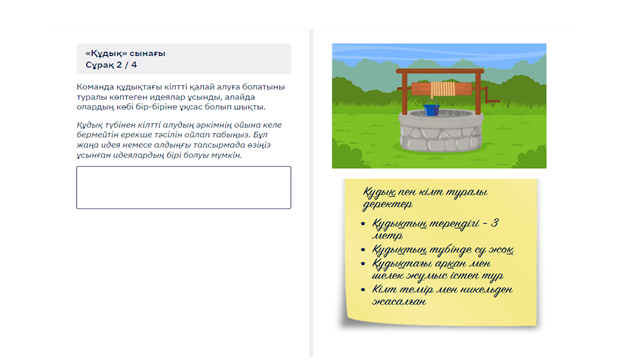 «Құдық» сынағы
Сұрақ 2 / 4
Команда құдықтағы кілтті қалай алуға болатыны
туралы көптеген идеялар ұсынды, алайда
олардың көбі бір-біріне ұқсас болып шықты.
Құдық түбінен кілтті алудың әркімнің ойына келе
бермейтін ерекше тәсілін ойлап табыңыз. Бұл
жаңа идея немесе алдыңғы тапсырмада өзіңіз
ұсынған идеялардың бірі болуы мүмкін.
Құдық пен кілт туралы
деректер
• Құдықтың тереңдігі - 3
метр
• Құдықтың түбінде су жоқ
• Құдықтағы арқан мен
шелек жұмыс істеп тұр
• Кілт темір мен никельден
жасалған